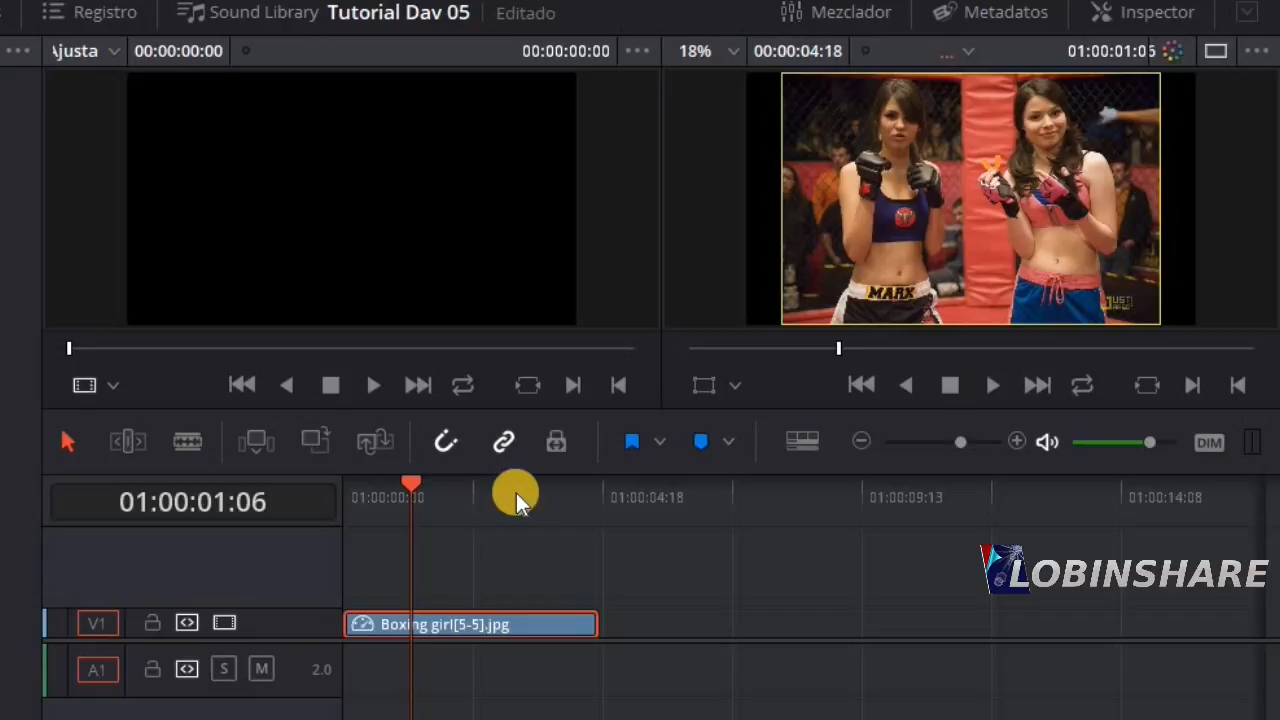 Registro Sound Library Tutorial Dav 05 Editado Mezclador Metadatos Inspector
Ajusta 00:00:00:00 00:00:00:00 18% 00:00:04:18 ... 01:00:01:05
MARX
01:00:01:06 01:00:00:00 01:00:04:18 01:00:09:13 01:00:14:08
DIM
LOBINSHARE
V1 Boxing girl[5-5].jpg
A1 S M 2.0